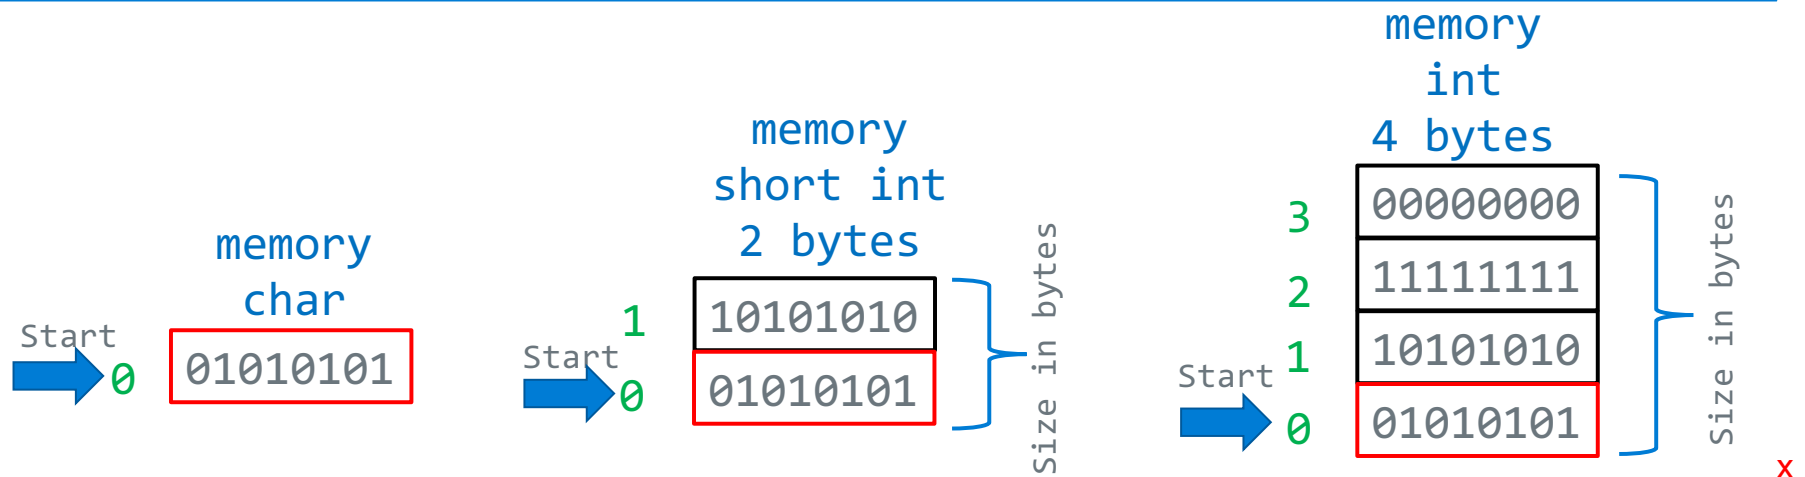 memory
char
Start
0
01010101
memory
short int
2 bytes
1
10101010
Start
0
01010101
Size in bytes
memory
int
4 bytes
3
00000000
2
11111111
1
10101010
Start
0
01010101
Size in bytes
x